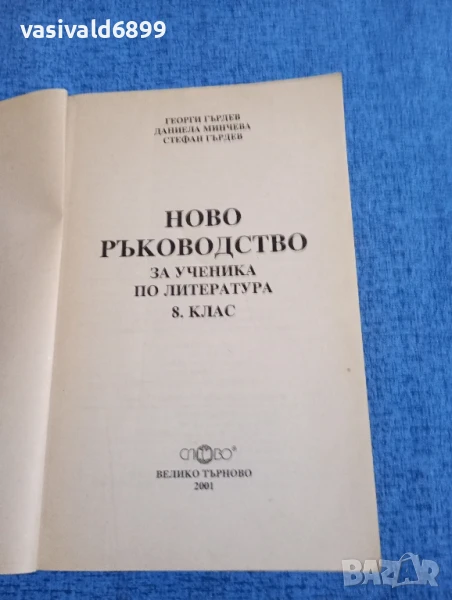 vasivald6899
ГЕОРГИ ГЪРДЕВ
ДАНИЕЛА МИНЧЕВА
СТЕФАН ГЪРДЕВ
НОВО
РЪКОВОДСТВО
ЗА УЧЕНИКА
ПО ЛИТЕРАТУРА
8. КЛАС
СЛОВО®
ВЕЛИКО ТЪРНОВО
2001
BAZAR